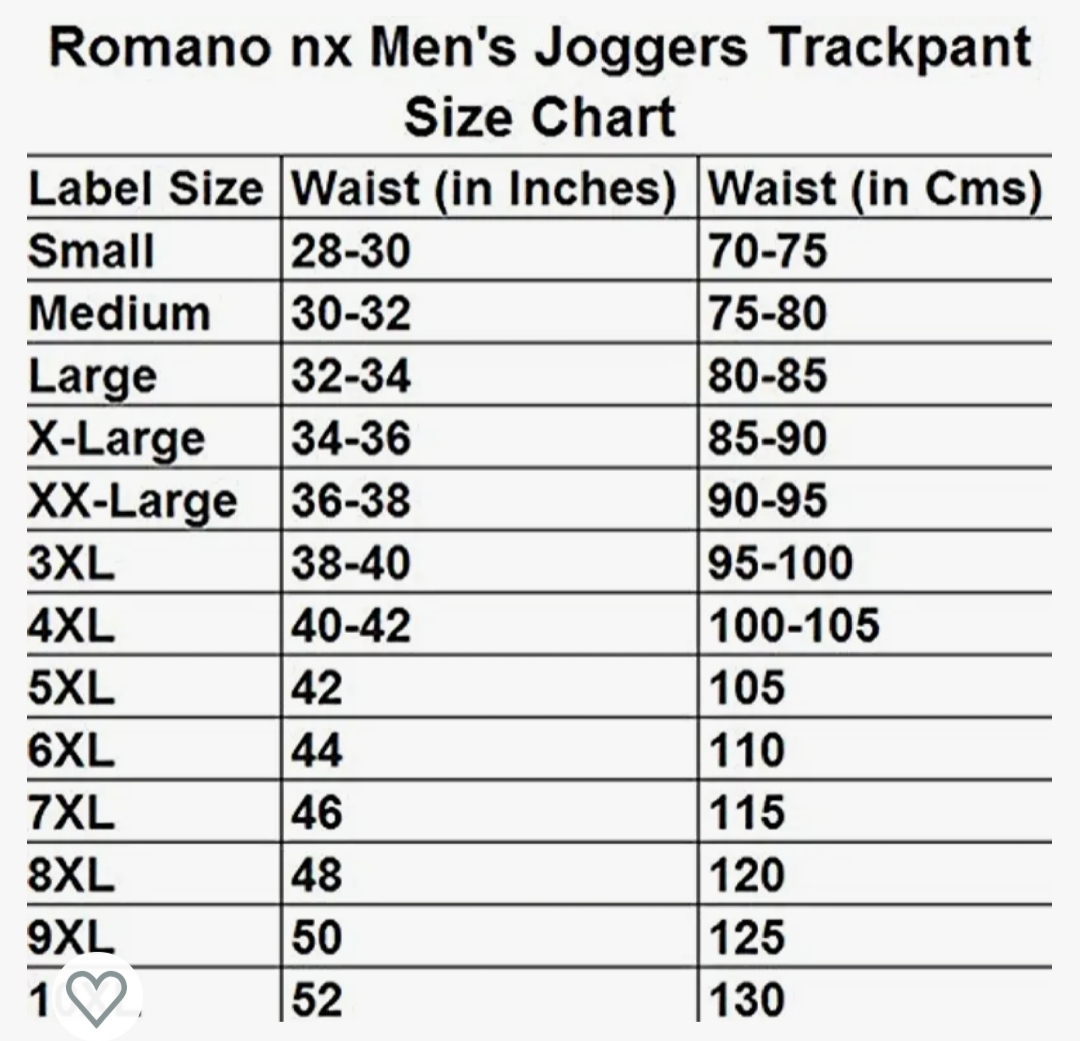 Romano nx Men's Joggers Trackpant
Size Chart
Label Size Waist (in Inches) Waist (in Cms)
Small 28-30 70-75
Medium 30-32 75-80
Large 32-34 80-85
X-Large 34-36 85-90
XX-Large 36-38 90-95
3XL 38-40 95-100
4XL 40-42 100-105
5XL 42 105
6XL 44 110
7XL 46 115
8XL 48 120
9XL 50 125
52 130